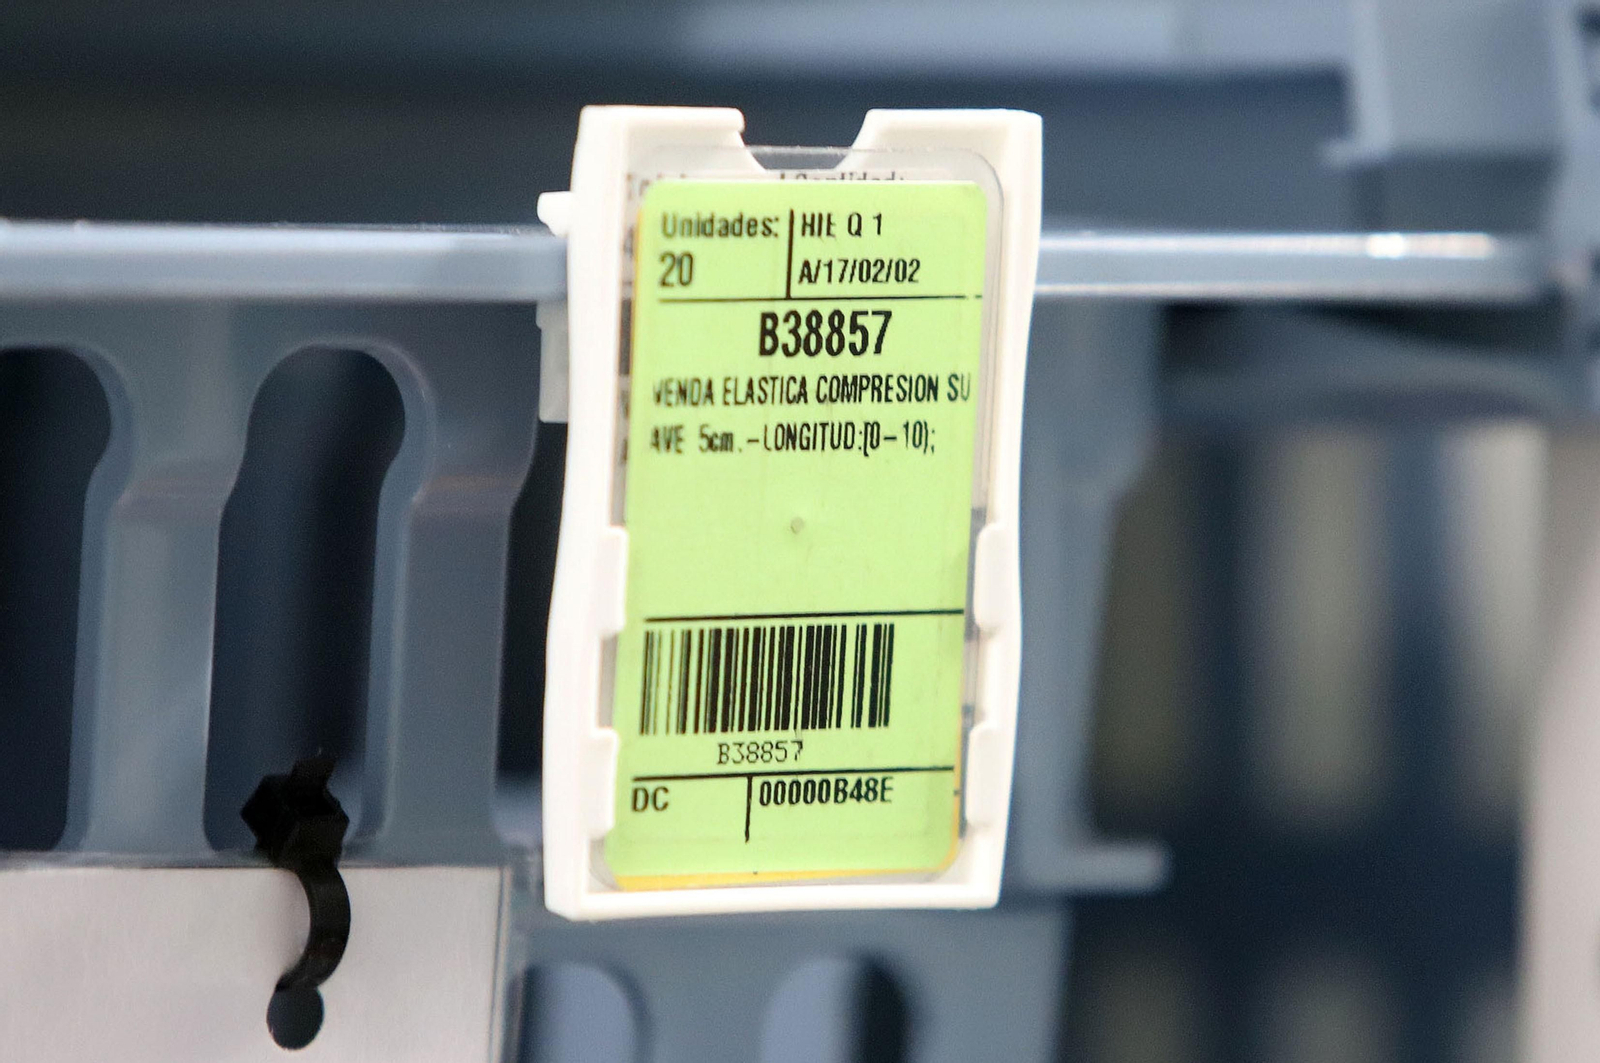 Cantidad:
Unidades:
20
HIE Q 1
A/17/02/02
B38857
VENDA ELASTICA COMPRESION SU
AVE 5cm.-LONGITUD:[0-10);
B38857
DC
00000B48E